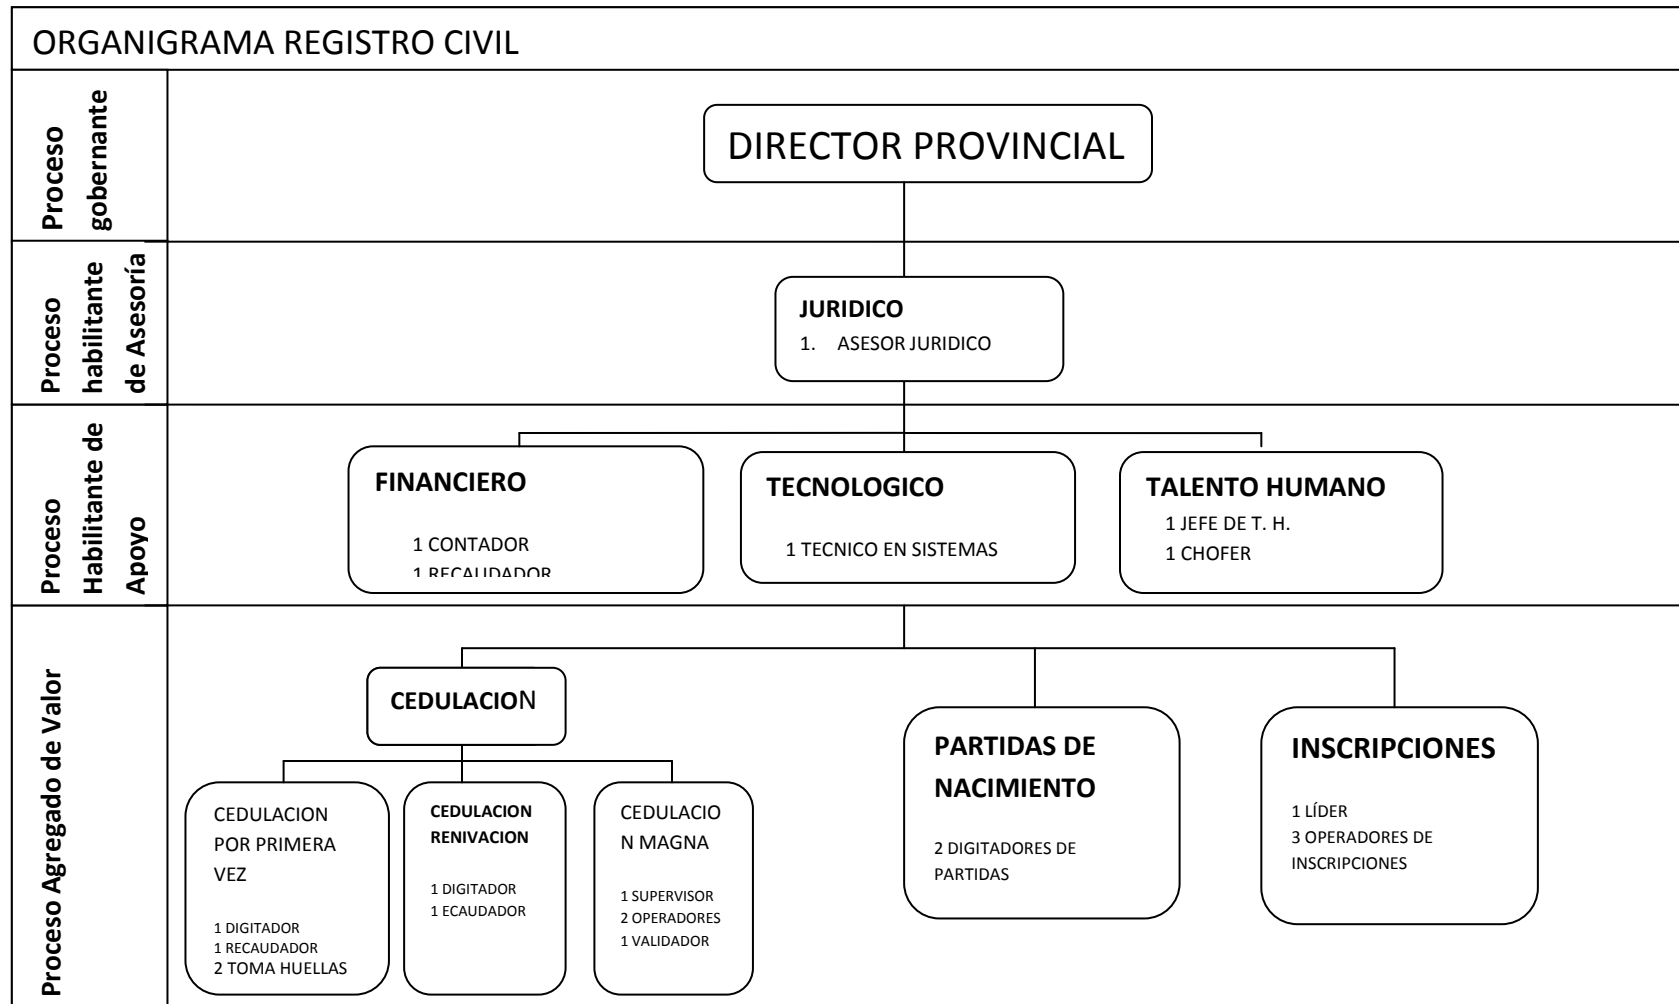 ORGANIGRAMA REGISTRO CIVIL
Proceso
gobernante
DIRECTOR PROVINCIAL
Proceso
habilitante
de Asesoría
JURIDICO
1. ASESOR JURIDICO
Proceso
Habilitante de
Apoyo
FINANCIERO
1 CONTADOR
1 RECAUDADOR
TECNOLOGICO
1 TECNICO EN SISTEMAS
TALENTO HUMANO
1 JEFE DE T. H.
1 CHOFER
Proceso Agregado de Valor
CEDULACION
CEDULACION
POR PRIMERA
VEZ
1 DIGITADOR
1 RECAUDADOR
2 TOMA HUELLAS
CEDULACION
RENIVACION
1 DIGITADOR
1 ECAUDADOR
CEDULACIO
N MAGNA
1 SUPERVISOR
2 OPERADORES
1 VALIDADOR
PARTIDAS DE
NACIMIENTO
2 DIGITADORES DE
PARTIDAS
INSCRIPCIONES
1 LÍDER
3 OPERADORES DE
INSCRIPCIONES